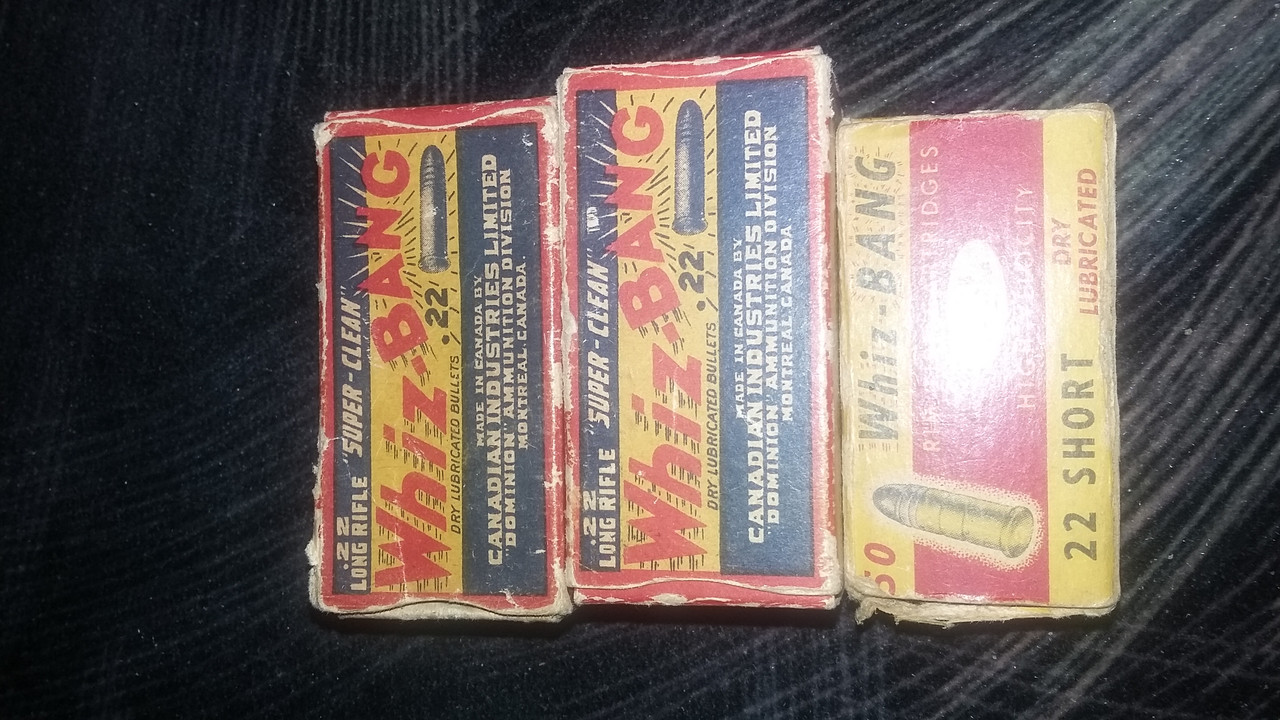 .22
LONG RIFLE "SUPER-CLEAN"
Whiz-BANG
DRY LUBRICATED BULLETS .22
MADE IN CANADA BY
CANADIAN INDUSTRIES LIMITED
"DOMINION" AMMUNITION DIVISION
MONTREAL, CANADA.
.22
LONG RIFLE "SUPER-CLEAN"
Whiz-BANG
DRY LUBRICATED BULLETS .22
MADE IN CANADA BY
CANADIAN INDUSTRIES LIMITED
"DOMINION" AMMUNITION DIVISION
MONTREAL, CANADA
50 Whiz-BANG
22 SHORT
DRY
LUBRICATED